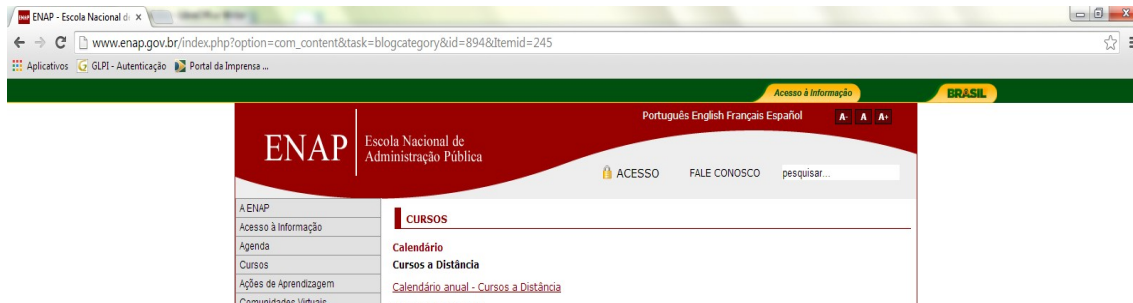 ENAP - Escola Nacional d
www.enap.gov.br/index.php?option=com_content&task=blogcategory&id=894&Itemid=245
Aplicativos GLPI - Autenticação Portal da Imprensa ...
Acesso à Informação BRASIL
Português English Français Español A- A A+
ENAP Escola Nacional de
Administração Pública
ACESSO FALE CONOSCO pesquisar...
A ENAP
Acesso à Informação
Agenda
Cursos
Ações de Aprendizagem
Comunidades Virtuais
CURSOS
Calendário
Cursos a Distância
Calendário anual - Cursos a Distância